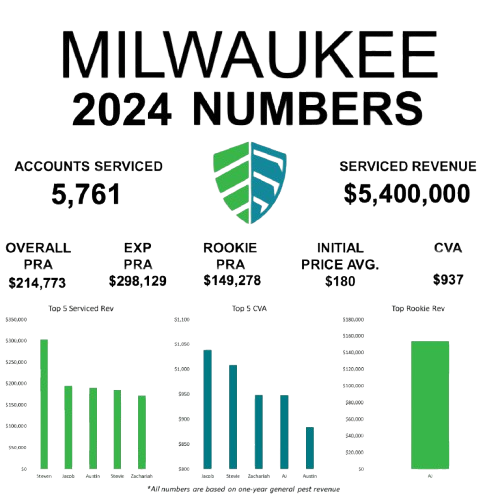 MILWAUKEE
2024 NUMBERS
ACCOUNTS SERVICED
5,761
SERVICED REVENUE
$5,400,000
OVERALL
PRA
$214,773
EXP
PRA
$298,129
ROOKIE
PRA
$149,278
INITIAL
PRICE AVG.
$180
CVA
$937
Top 5 Serviced Rev
$350,000
$300,000
$250,000
$200,000
$150,000
$100,000
$50,000
$0
Steven Jacob Austin Stevie Zachariah
Top 5 CVA
$1,100
$1,050
$1,000
$950
$900
$850
$800
Jacob Stevie Zachariah AJ Austin
Top Rookie Rev
$180,000
$160,000
$140,000
$120,000
$100,000
$80,000
$60,000
$40,000
$20,000
$0
AJ
*All numbers are based on one-year general pest revenue